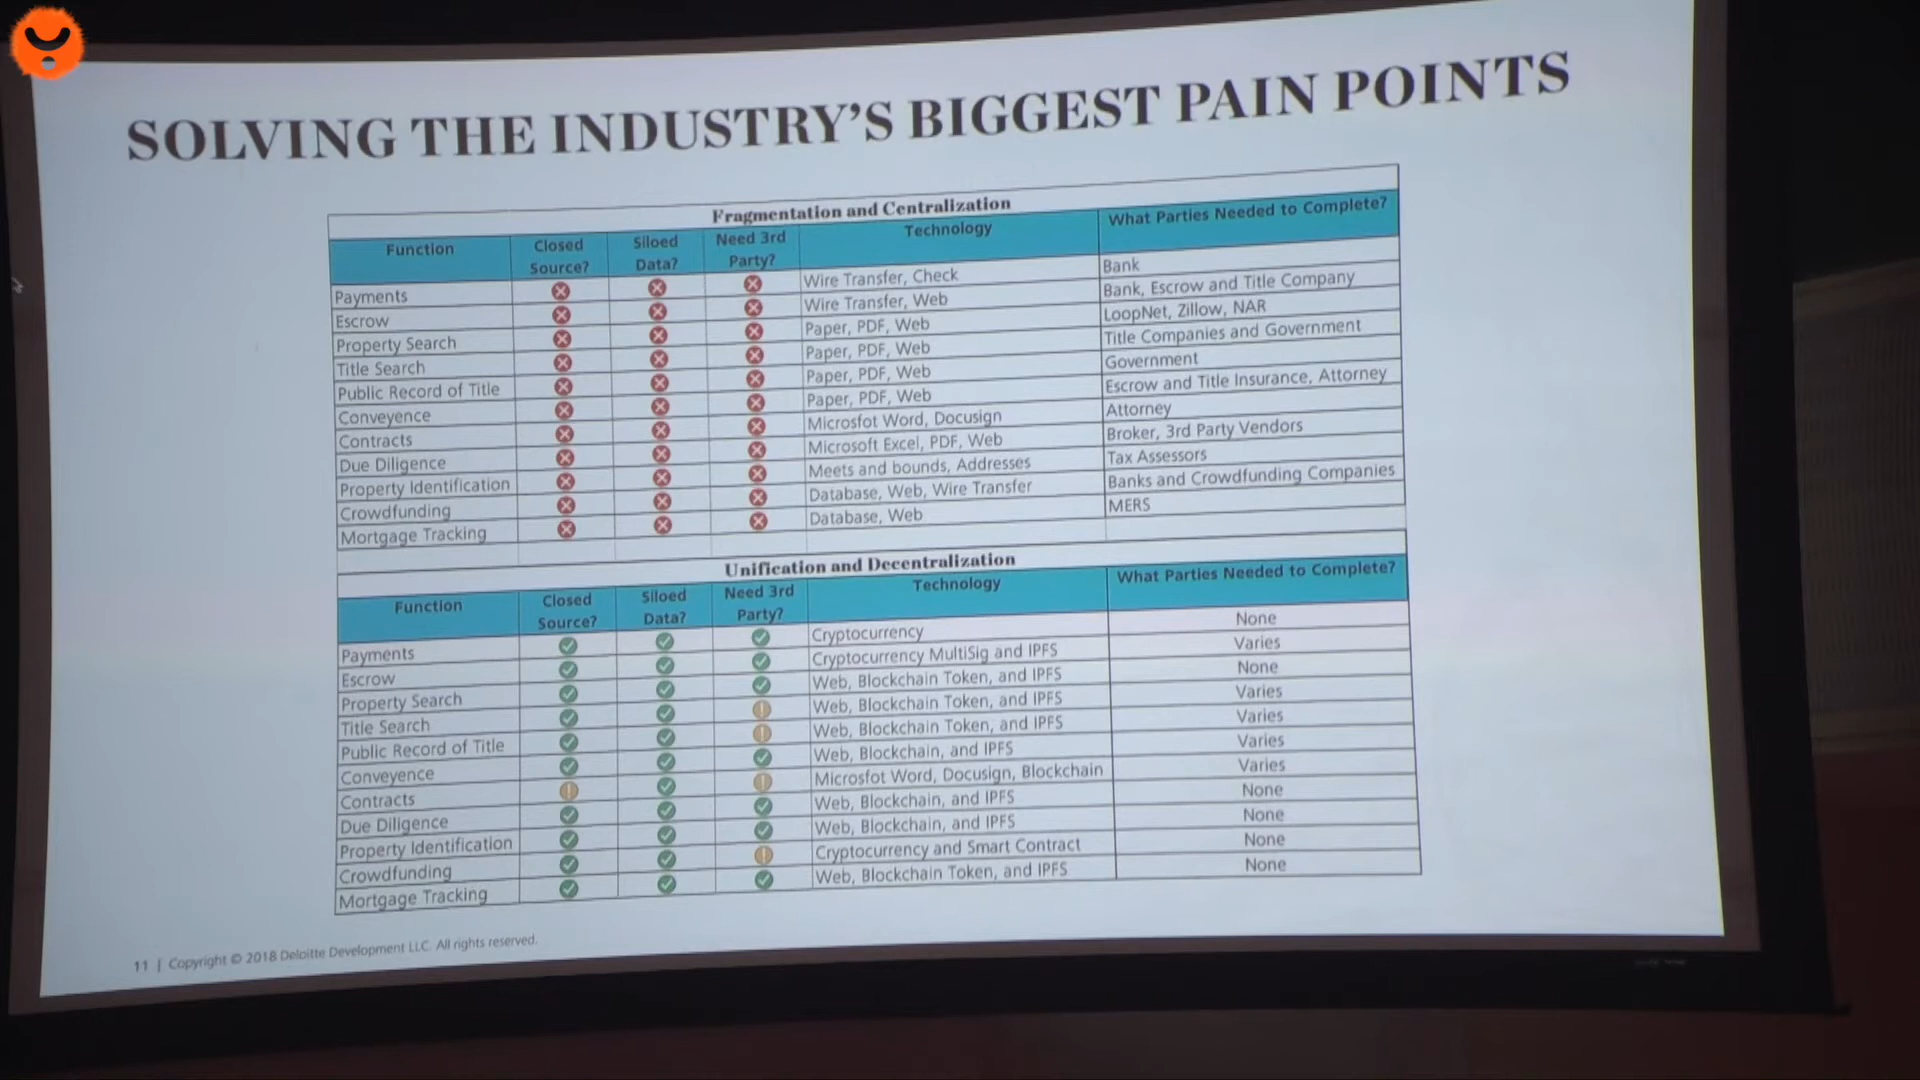 SOLVING THE INDUSTRY'S BIGGEST PAIN POINTS
Fragmentation and Centralization
Function Closed Source? Siloed Data? Need 3rd Party? Technology What Parties Needed to Complete?
Payments Wire Transfer, Check Bank
Escrow Wire Transfer, Web Bank, Escrow and Title Company
Property Search Paper, PDF, Web LoopNet, Zillow, NAR
Title Search Paper, PDF, Web Title Companies and Government
Public Record of Title Paper, PDF, Web Government
Conveyence Paper, PDF, Web Escrow and Title Insurance, Attorney
Contracts Microsfot Word, Docusign Attorney
Due Diligence Microsoft Excel, PDF, Web Broker, 3rd Party Vendors
Property Identification Meets and bounds, Addresses Tax Assessors
Crowdfunding Database, Web, Wire Transfer Banks and Crowdfunding Companies
Mortgage Tracking Database, Web MERS
Unification and Decentralization
Function Closed Source? Siloed Data? Need 3rd Party? Technology What Parties Needed to Complete?
Payments Cryptocurrency None
Escrow Cryptocurrency MultiSig and IPFS Varies
Property Search Web, Blockchain Token, and IPFS None
Title Search Web, Blockchain Token, and IPFS Varies
Public Record of Title Web, Blockchain Token, and IPFS Varies
Conveyence Web, Blockchain, and IPFS Varies
Contracts Microsfot Word, Docusign, Blockchain Varies
Due Diligence Web, Blockchain, and IPFS None
Property Identification Web, Blockchain, and IPFS None
Crowdfunding Cryptocurrency and Smart Contract None
Mortgage Tracking Web, Blockchain Token, and IPFS None
11 | Copyright © 2018 Deloitte Development LLC. All rights reserved.